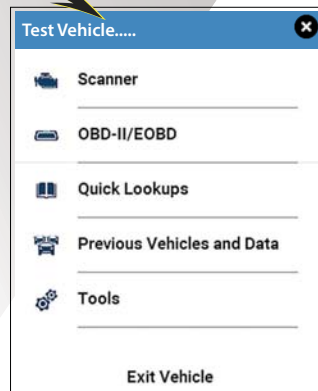 Test Vehicle.....
Scanner
OBD-II/EOBD
Quick Lookups
Previous Vehicles and Data
Tools
Exit Vehicle